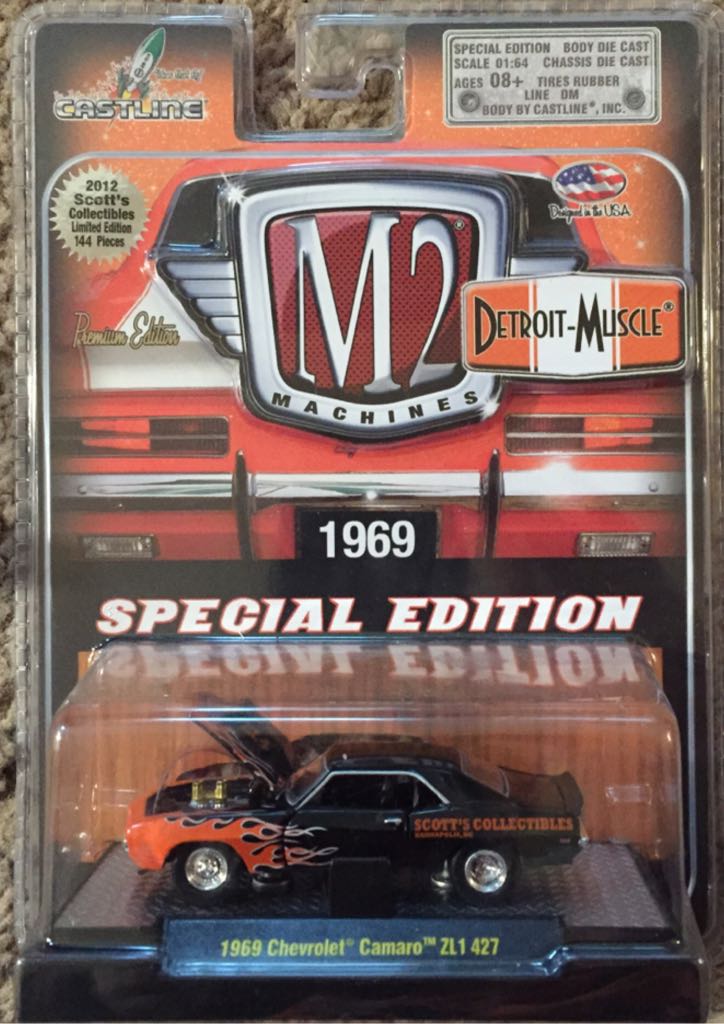 CASTLINE
SPECIAL EDITION BODY DIE CAST
SCALE 01:64 CHASSIS DIE CAST
AGES 08+ TIRES RUBBER
LINE DM
BODY BY CASTLINE®, INC.
2012
Scott's
Collectibles
Limited Edition
144 Pieces
Designed in the USA
Premium Edition
M2®
MACHINES
DETROIT-MUSCLE®
1969
SPECIAL EDITION
SCOTT'S COLLECTIBLES
KANNAPOLIS, NC
1969 Chevrolet® Camaro™ ZL1 427